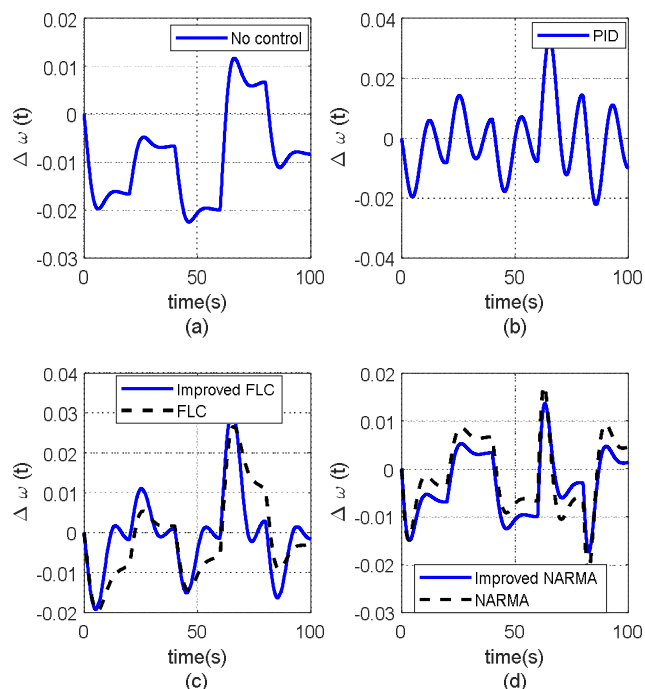 0.02
0.01
0
-0.01
-0.02
-0.03
Δ ω (t)
No control
0
50
100
time(s)
(a)
0.04
0.02
0
-0.02
-0.04
Δ ω (t)
PID
0
50
100
time(s)
(b)
0.04
0.03
0.02
0.01
0
-0.01
-0.02
Δ ω (t)
Improved FLC
FLC
0
50
100
time(s)
(c)
0.02
0.01
0
-0.01
-0.02
-0.03
Δ ω (t)
Improved NARMA
NARMA
0
50
100
time(s)
(d)